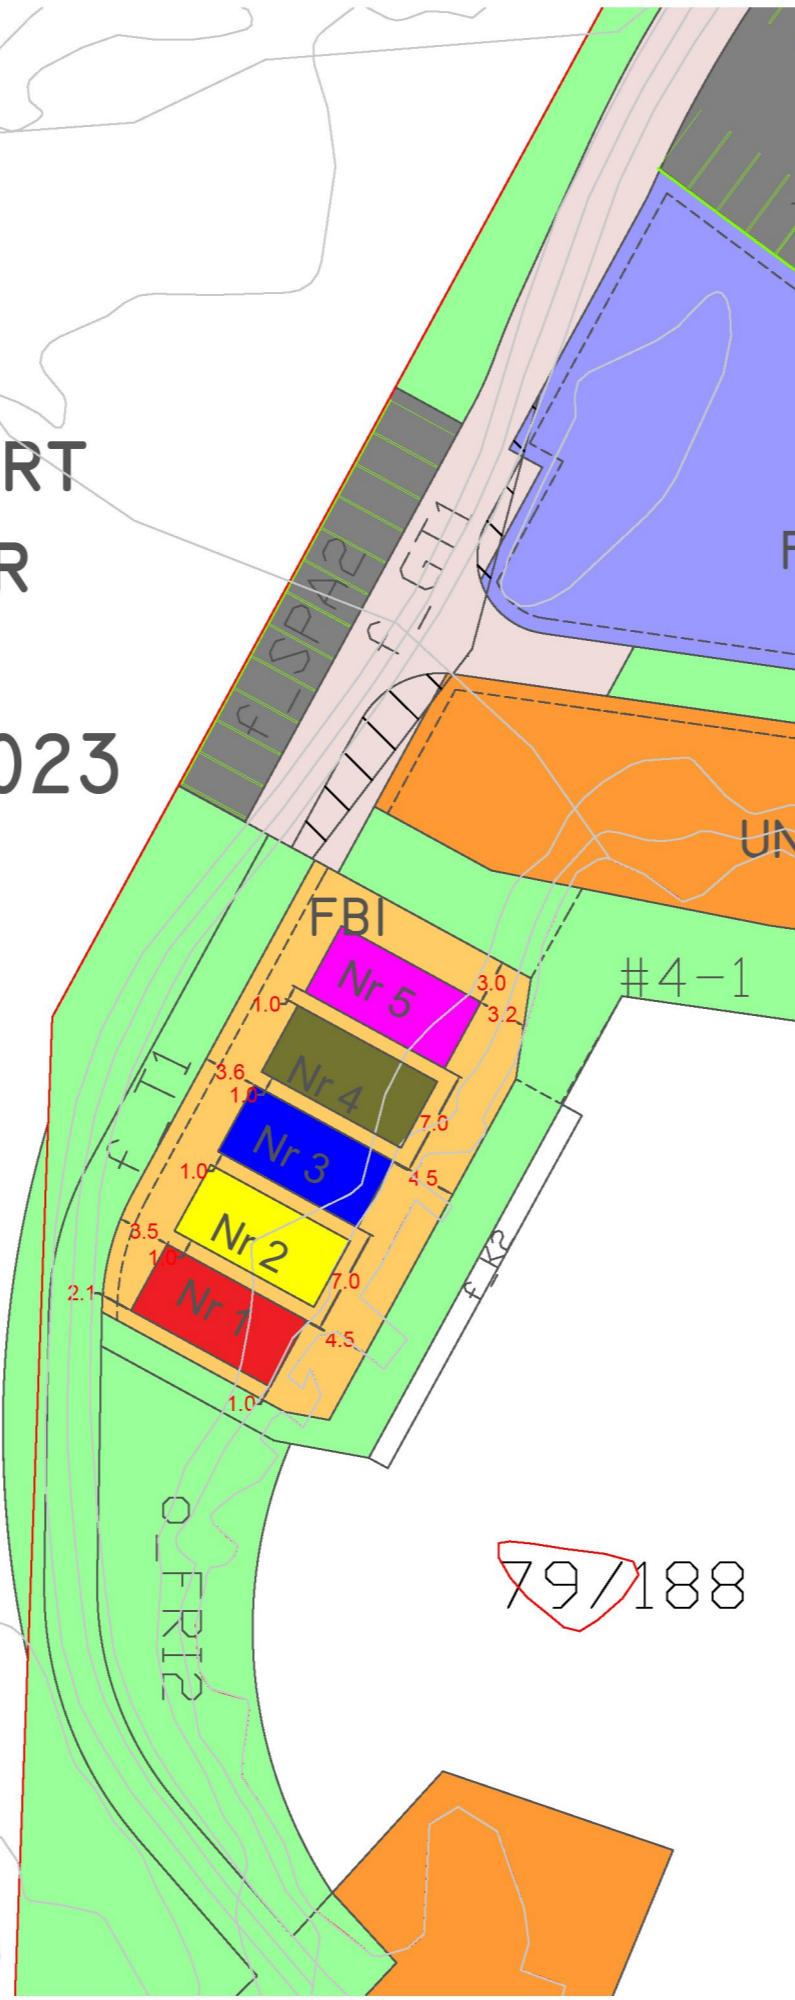 RT
R
023
f_SPA2
f_GT1
F
UN
FBI
#4-1
Nr 5
3.0
3.2
1.0
Nr 4
3.6
1.0
7.0
f_T1
Nr 3
4.5
1.0
Nr 2
3.5
1.0
7.0
2.1
Nr 1
4.5
1.0
f_K2
79/188
O_FRI2